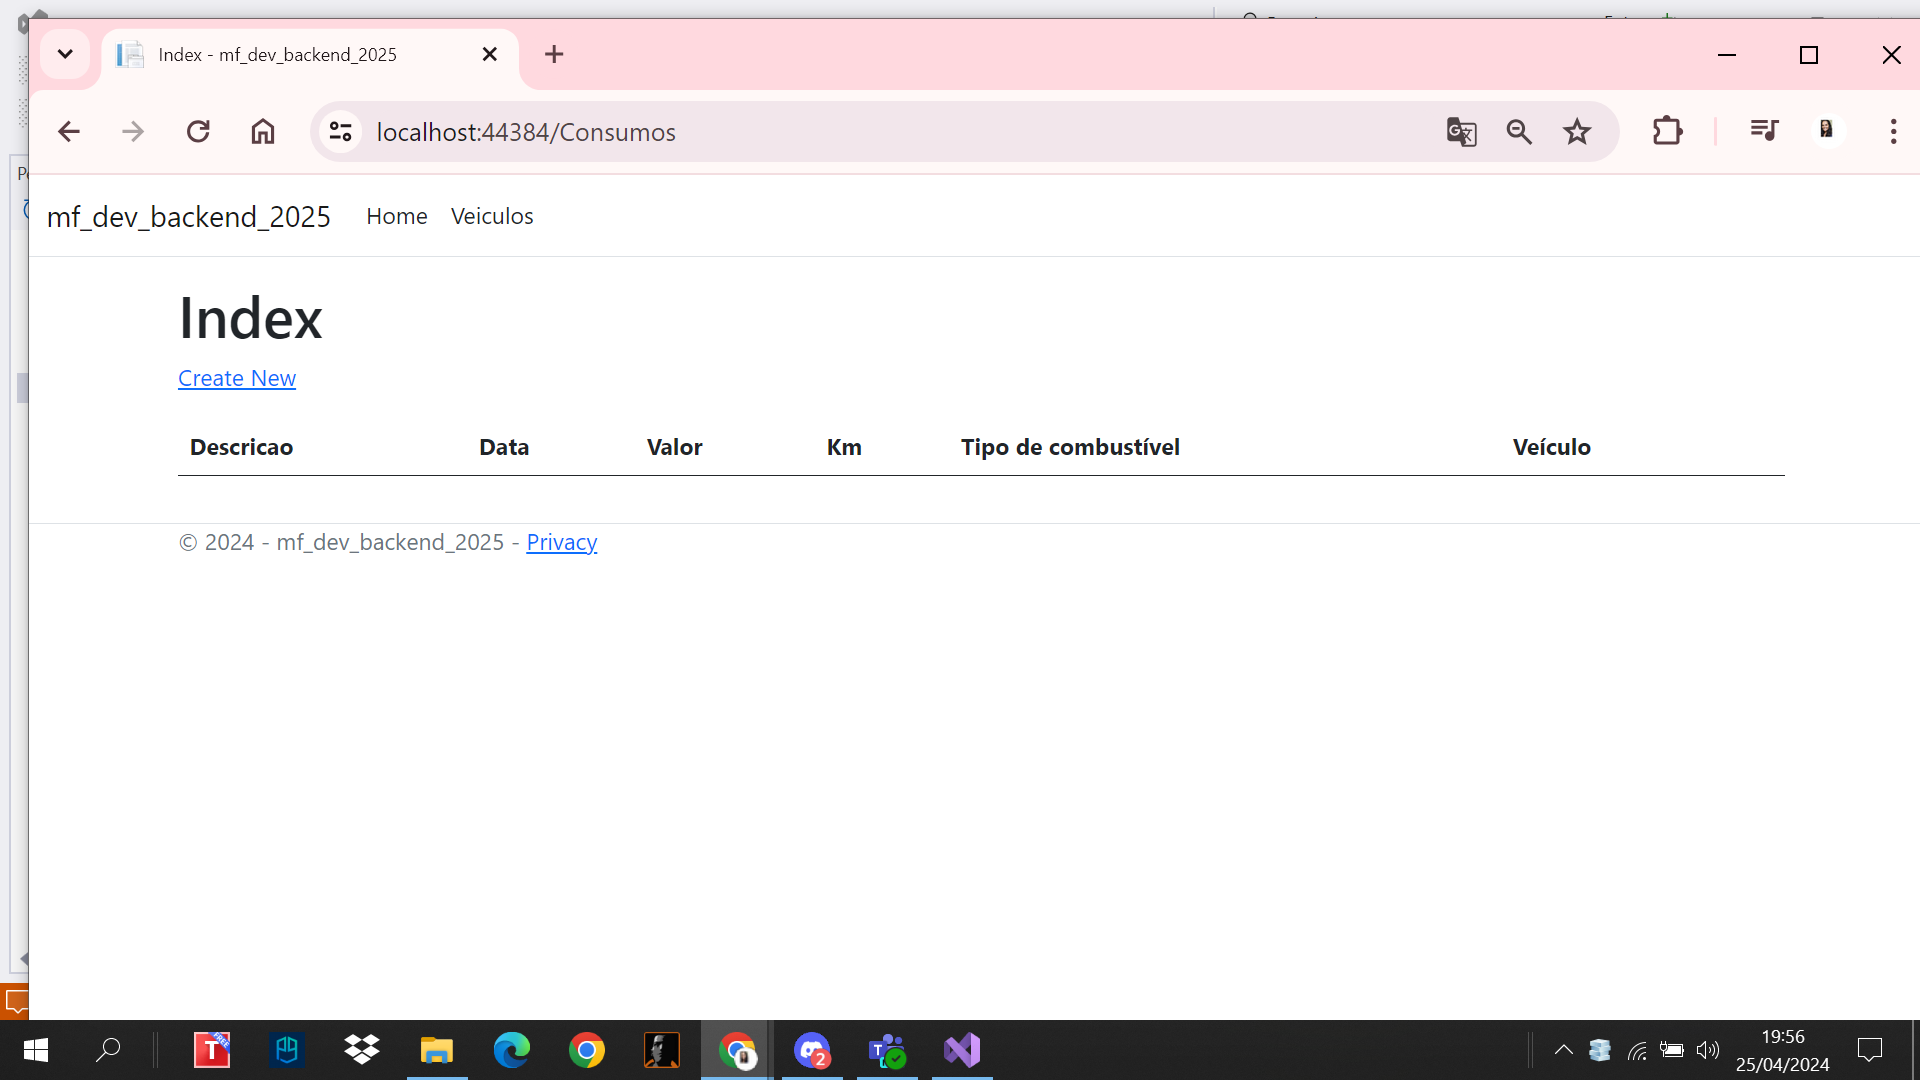 Index - mf_dev_backend_2025
localhost:44384/Consumos
mf_dev_backend_2025 Home Veiculos
Index
Create New
Descricao Data Valor Km Tipo de combustível Veículo
© 2024 - mf_dev_backend_2025 - Privacy
2
19:56
25/04/2024